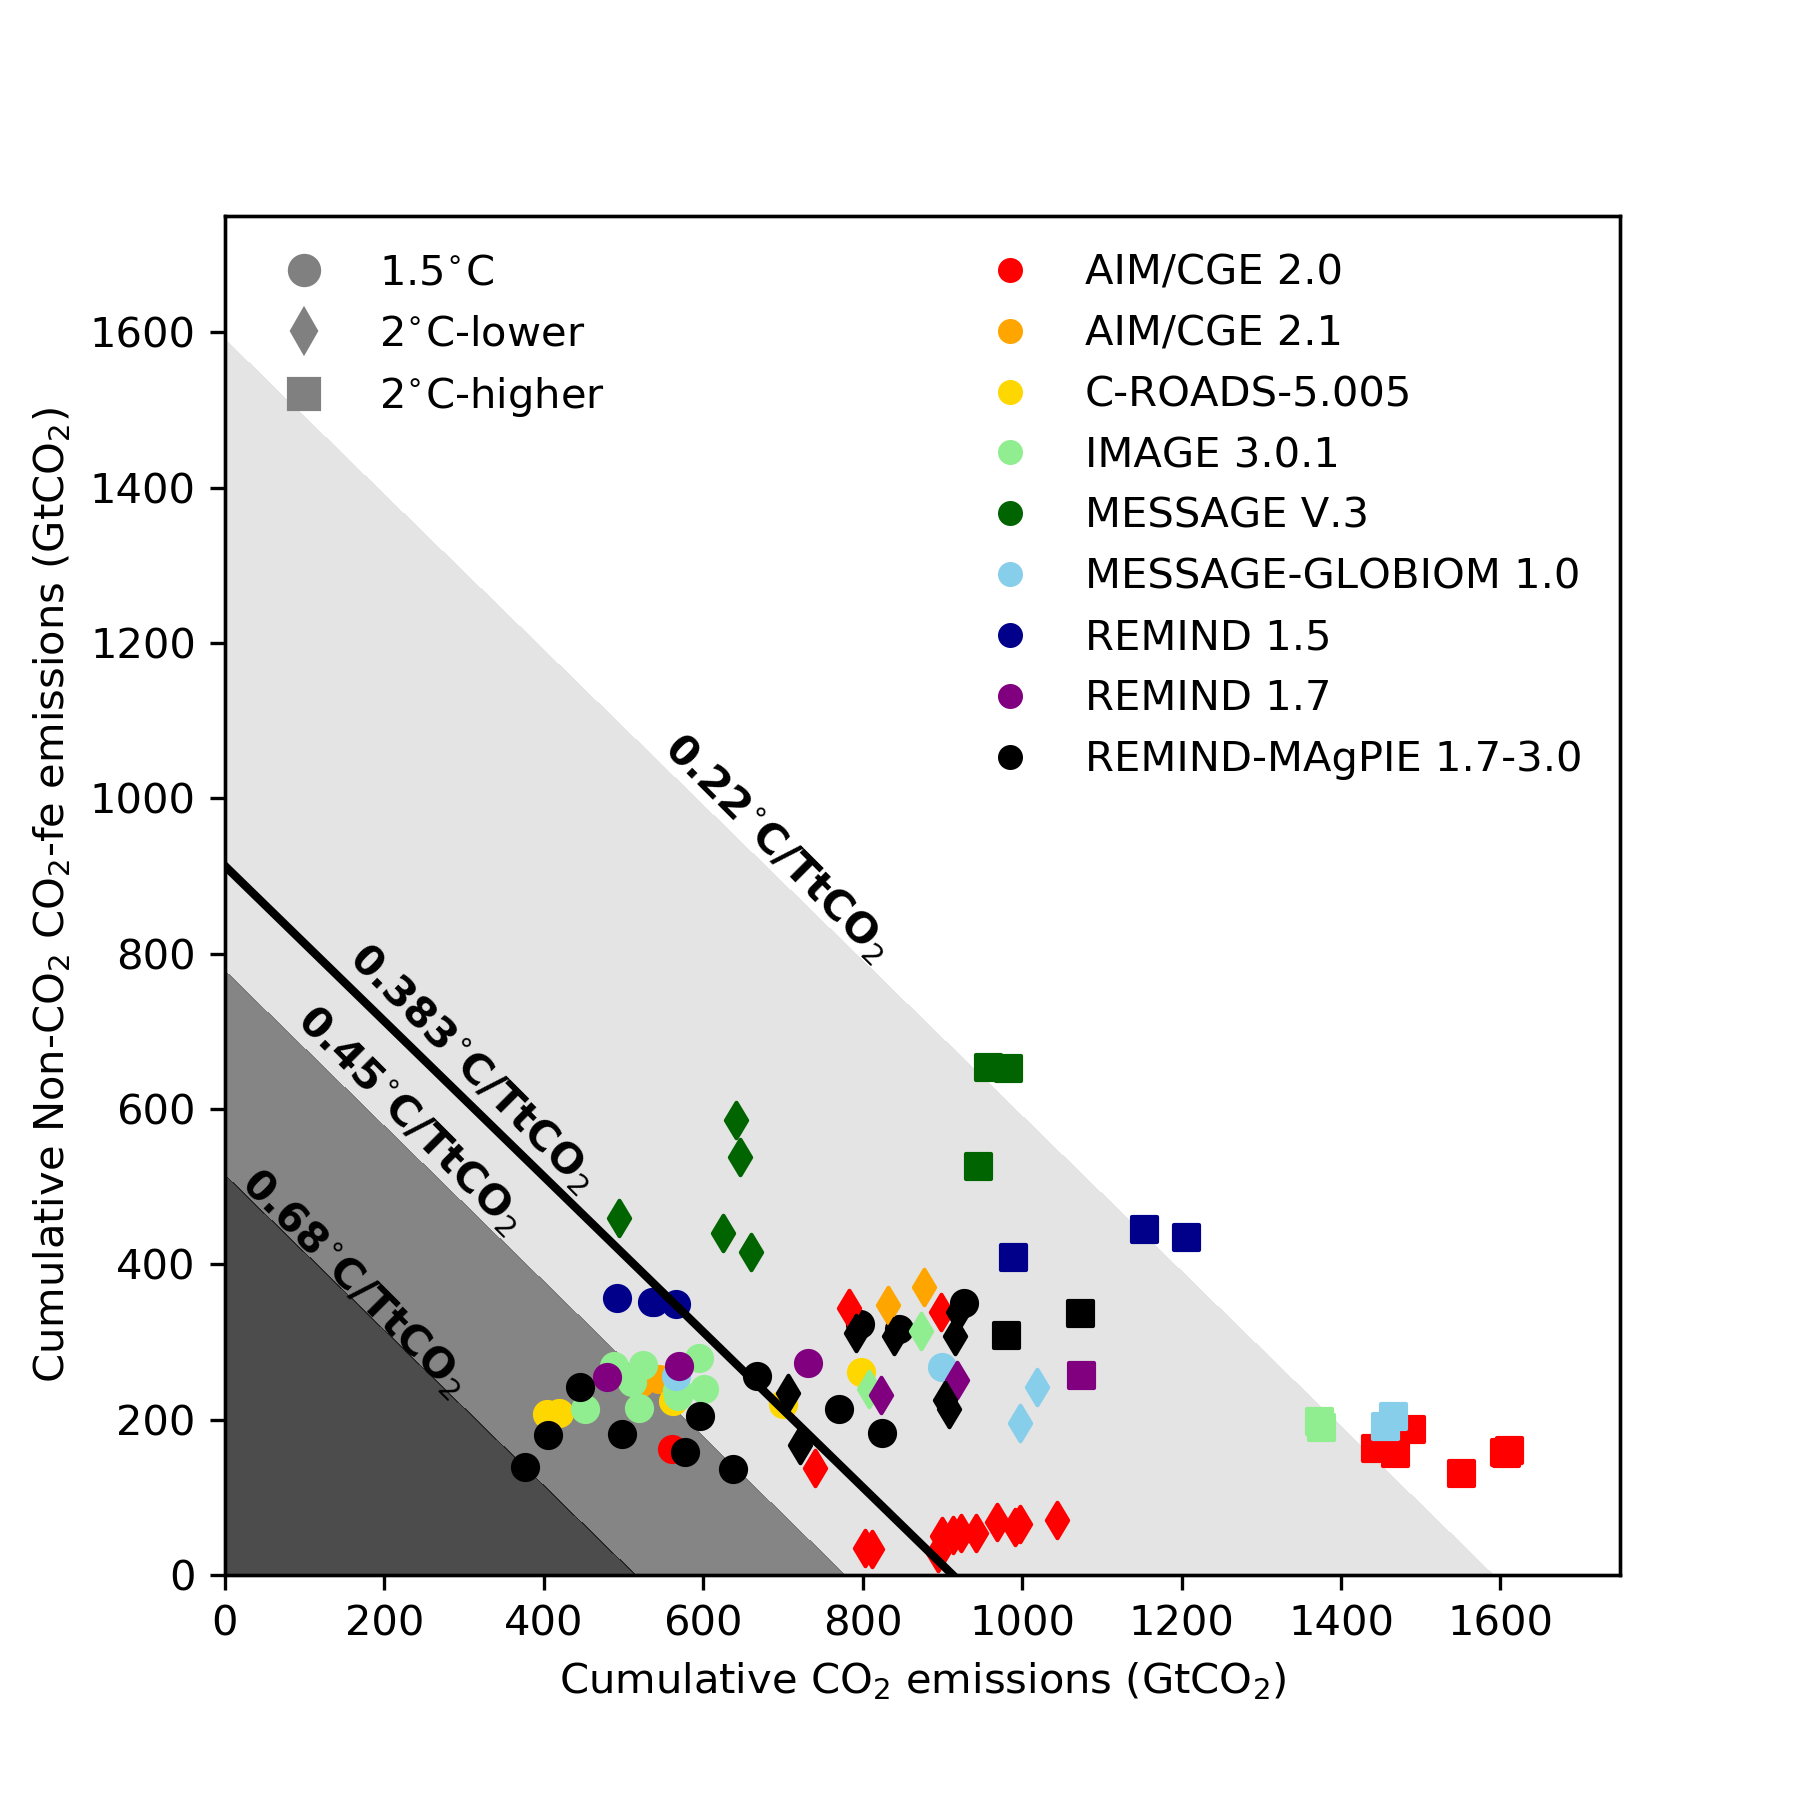 1.5°C
2°C-lower
2°C-higher
AIM/CGE 2.0
AIM/CGE 2.1
C-ROADS-5.005
IMAGE 3.0.1
MESSAGE V.3
MESSAGE-GLOBIOM 1.0
REMIND 1.5
REMIND 1.7
REMIND-MAgPIE 1.7-3.0
0.22°C/TtCO₂
0.383°C/TtCO₂
0.45°C/TtCO₂
0.68°C/TtCO₂
Cumulative Non-CO₂ CO₂-fe emissions (GtCO₂)
1600
1400
1200
1000
800
600
400
200
0
0 200 400 600 800 1000 1200 1400 1600
Cumulative CO₂ emissions (GtCO₂)